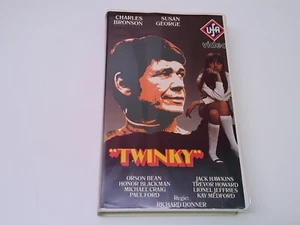 CHARLES BRONSON
SUSAN GEORGE
UFA
video
"TWINKY"
ORSON BEAN
HONOR BLACKMAN
MICHAEL CRAIG
PAUL FORD
JACK HAWKINS
TREVOR HOWARD
LIONEL JEFFRIES
KAY MEDFORD
Regie:
RICHARD DONNER